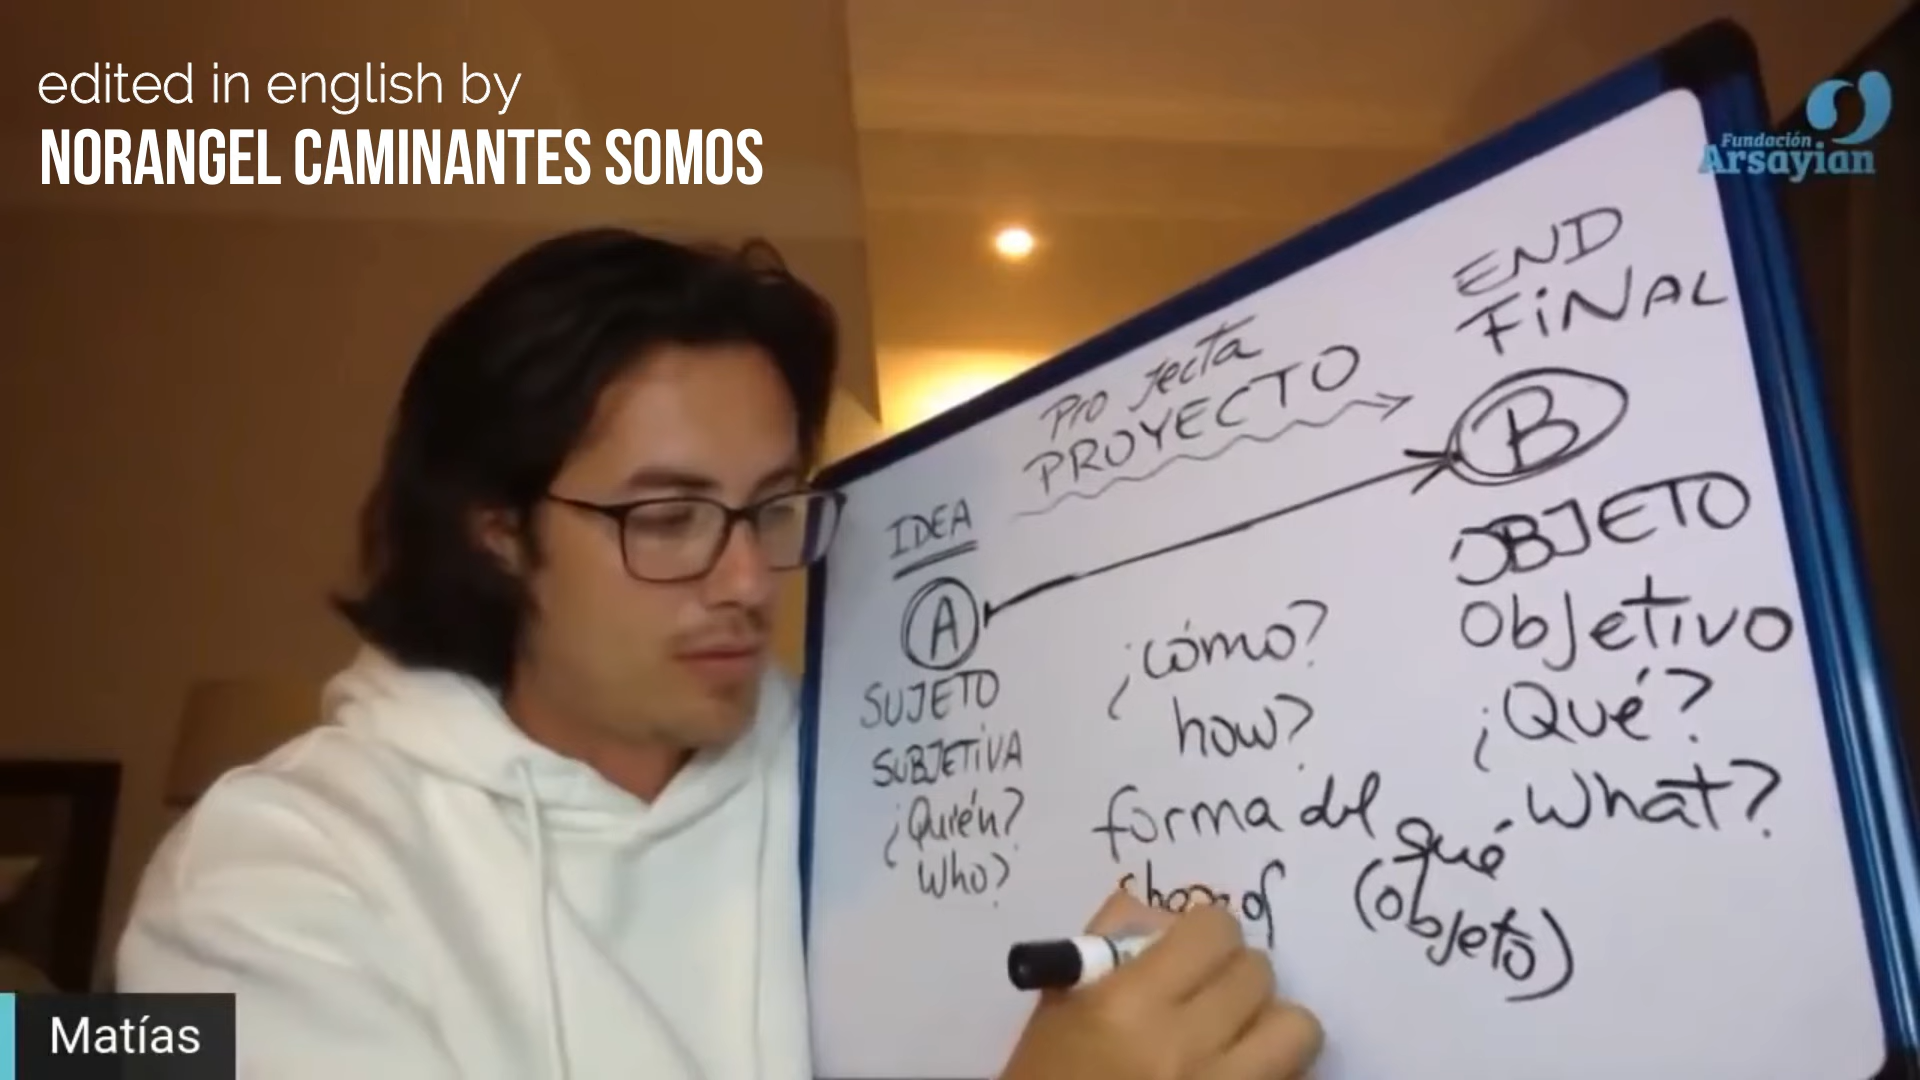 edited in english by
NORANGEL CAMINANTES SOMOS
Fundación
Arsayian
END
FiNAL
Pro Jecta
PROYECTO
B
IDEA
A
OBJETO
ObJetivo
SUJETO
SUBJETiVA
¿Quién?
Who?
¿cómo?
how?
forma del qué
(objeto)
of
¿Qué?
What?
Matías